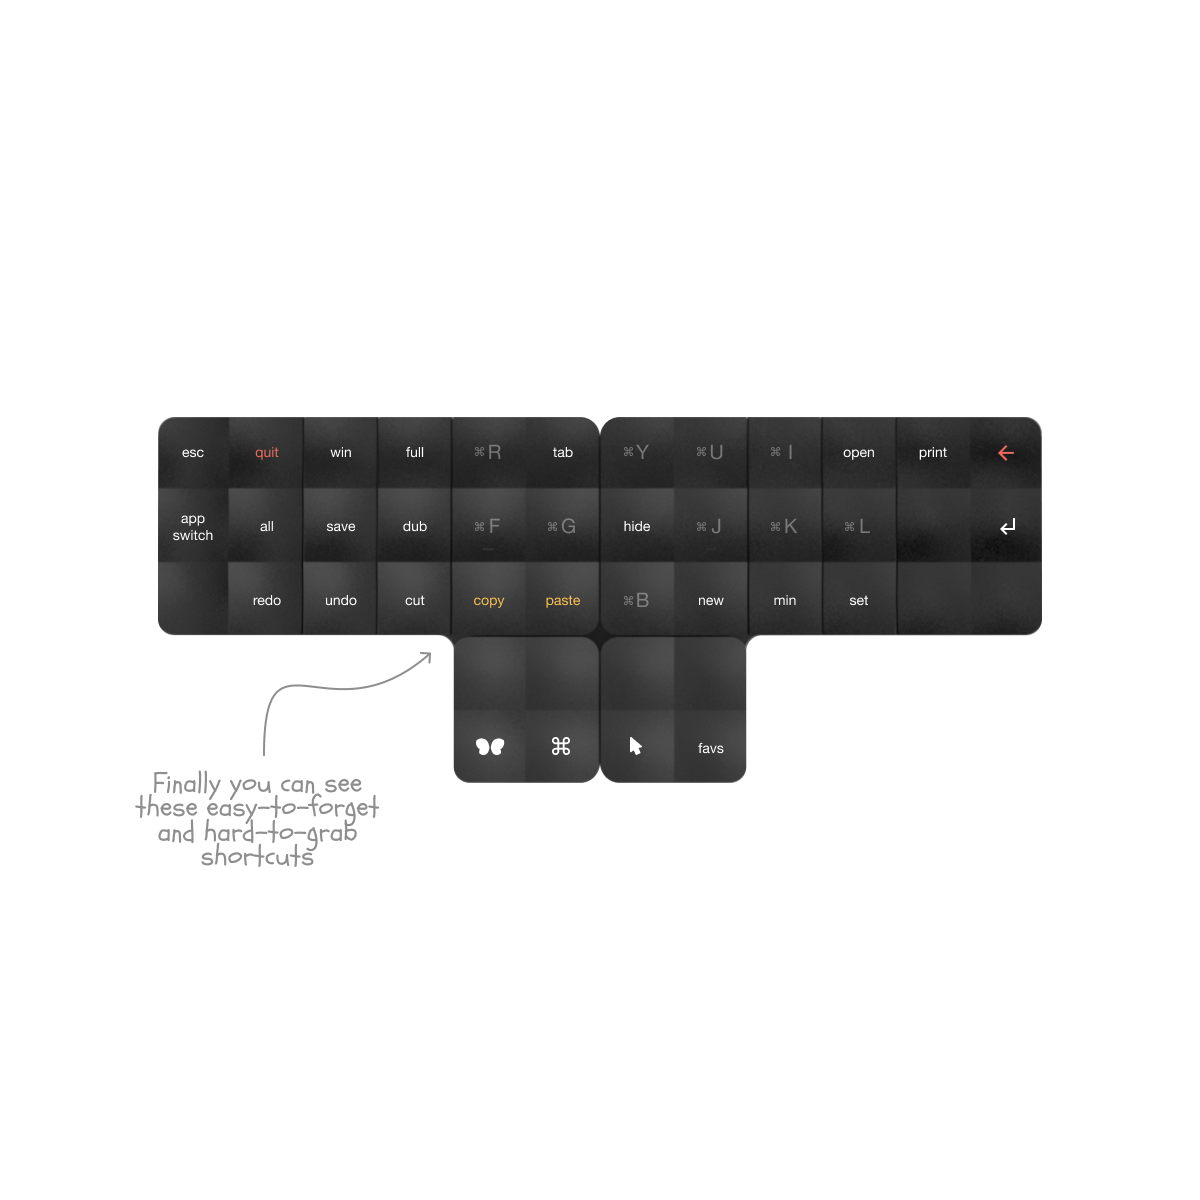 esc quit win full ⌘R tab ⌘Y ⌘U ⌘I open print ←
app
switch
all save dub ⌘F ⌘G hide ⌘J ⌘K ⌘L ↵
redo undo cut copy paste ⌘B new min set
⌘ favs
Finally you can see
these easy-to-forget
and hard-to-grab
shortcuts